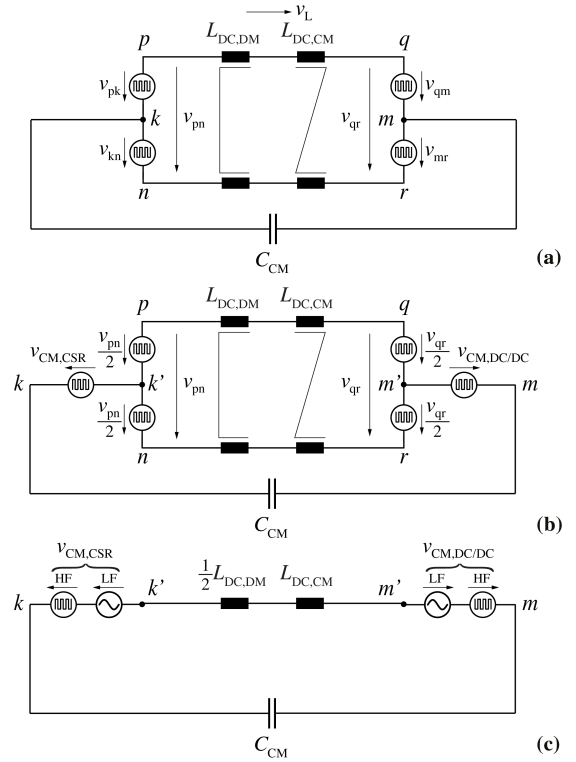 v_L
p L_DC,DM L_DC,CM q
v_pk v_pn v_qr v_qm
k m
v_kn v_mr
n r
C_CM
(a)
p L_DC,DM L_DC,CM q
v_CM,CSR v_pn/2 v_qr/2 v_CM,DC/DC
k k' v_pn v_qr m' m
v_pn/2 v_qr/2
n r
C_CM
(b)
v_CM,CSR v_CM,DC/DC
HF LF k' 1/2 L_DC,DM L_DC,CM m' LF HF
k m
C_CM
(c)